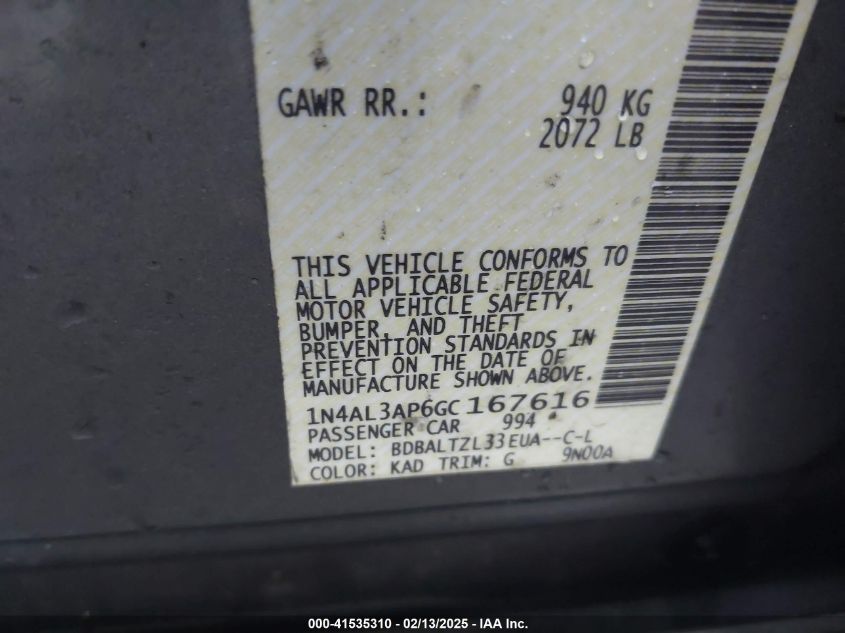 GAWR RR.: 940 KG
2072 LB
THIS VEHICLE CONFORMS TO
ALL APPLICABLE FEDERAL
MOTOR VEHICLE SAFETY,
BUMPER, AND THEFT
PREVENTION STANDARDS IN
EFFECT ON THE DATE OF
MANUFACTURE SHOWN ABOVE.
1N4AL3AP6GC167616
PASSENGER CAR 994
MODEL: BDBALTZL33EUA--C-L
COLOR: KAD TRIM: G 9N00A
000-41535310 - 02/13/2025 - IAA Inc.